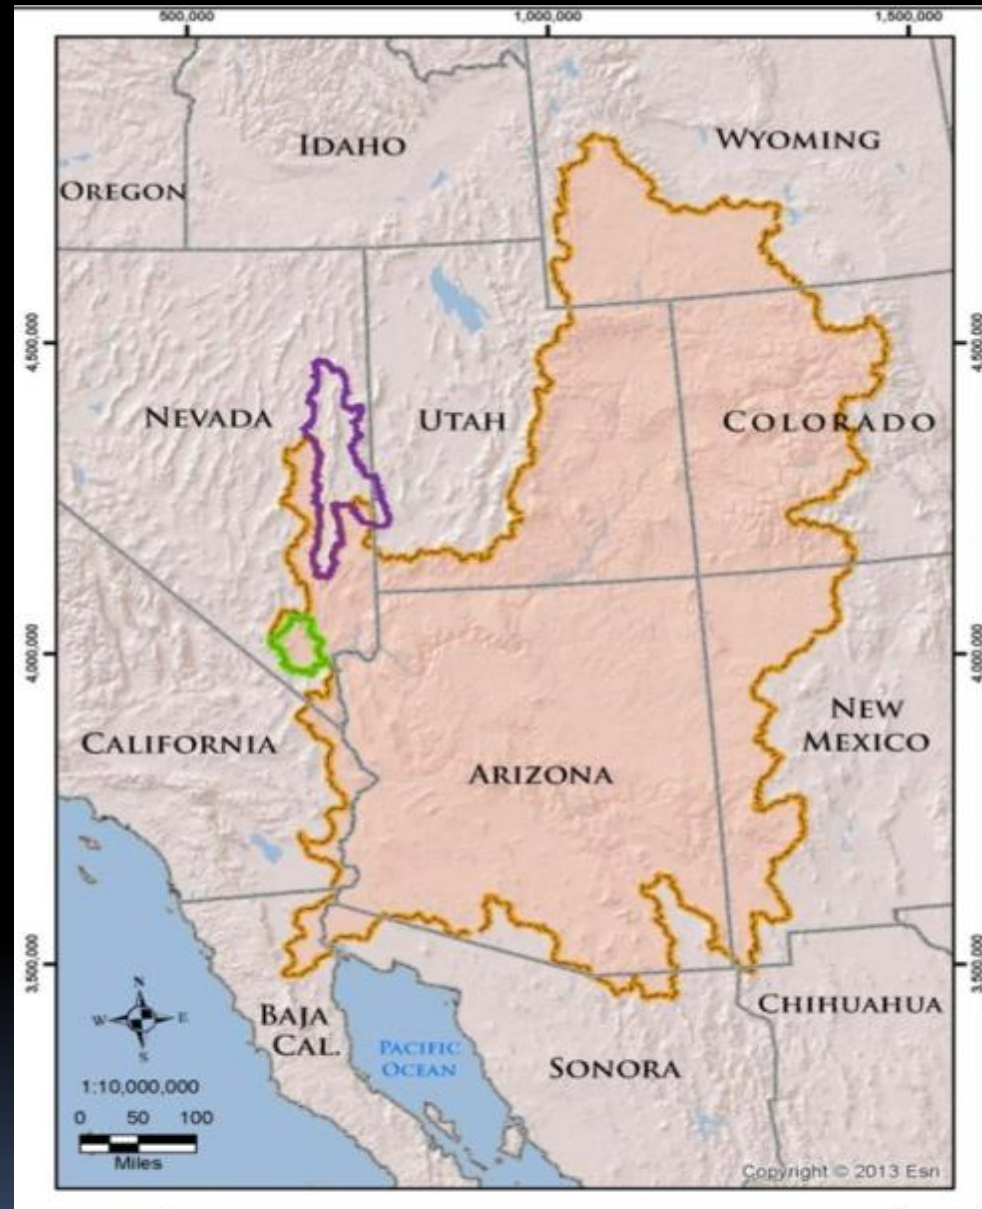 500,000 1,000,000 1,500,000
IDAHO
WYOMING
OREGON
4,500,000
4,500,000
NEVADA
UTAH
COLORADO
4,000,000
4,000,000
NEW
MEXICO
CALIFORNIA
ARIZONA
3,500,000
3,500,000
N
W E
S
BAJA
CAL.
PACIFIC
OCEAN
SONORA
CHIHUAHUA
1:10,000,000
0 50 100
Miles
Copyright © 2013 Esri